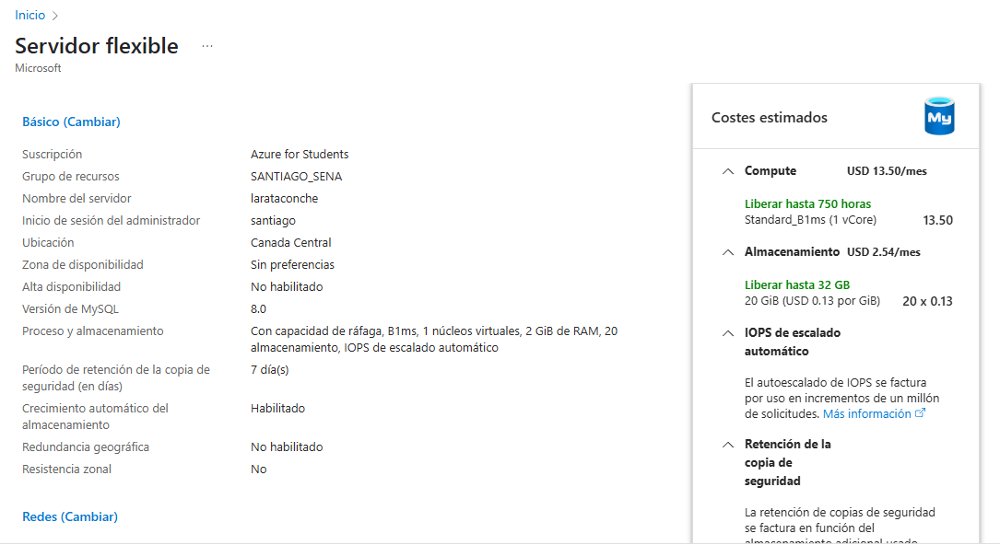 Inicio
Servidor flexible ...
Microsoft
Básico (Cambiar)
Suscripción Azure for Students
Grupo de recursos SANTIAGO_SENA
Nombre del servidor larataconche
Inicio de sesión del administrador santiago
Ubicación Canada Central
Zona de disponibilidad Sin preferencias
Alta disponibilidad No habilitado
Versión de MySQL 8.0
Proceso y almacenamiento Con capacidad de ráfaga, B1ms, 1 núcleos virtuales, 2 GiB de RAM, 20
almacenamiento, IOPS de escalado automático
Período de retención de la copia de 7 día(s)
seguridad (en días)
Crecimiento automático del Habilitado
almacenamiento
Redundancia geográfica No habilitado
Resistencia zonal No
Redes (Cambiar)
Costes estimados
My
Compute USD 13.50/mes
Liberar hasta 750 horas
Standard_B1ms (1 vCore) 13.50
Almacenamiento USD 2.54/mes
Liberar hasta 32 GB
20 GiB (USD 0.13 por GiB) 20 x 0.13
IOPS de escalado
automático
El autoescalado de IOPS se factura
por uso en incrementos de un millón
de solicitudes. Más información
Retención de la
copia de
seguridad
La retención de copias de seguridad
se factura en función del
almacenamiento adicional usado